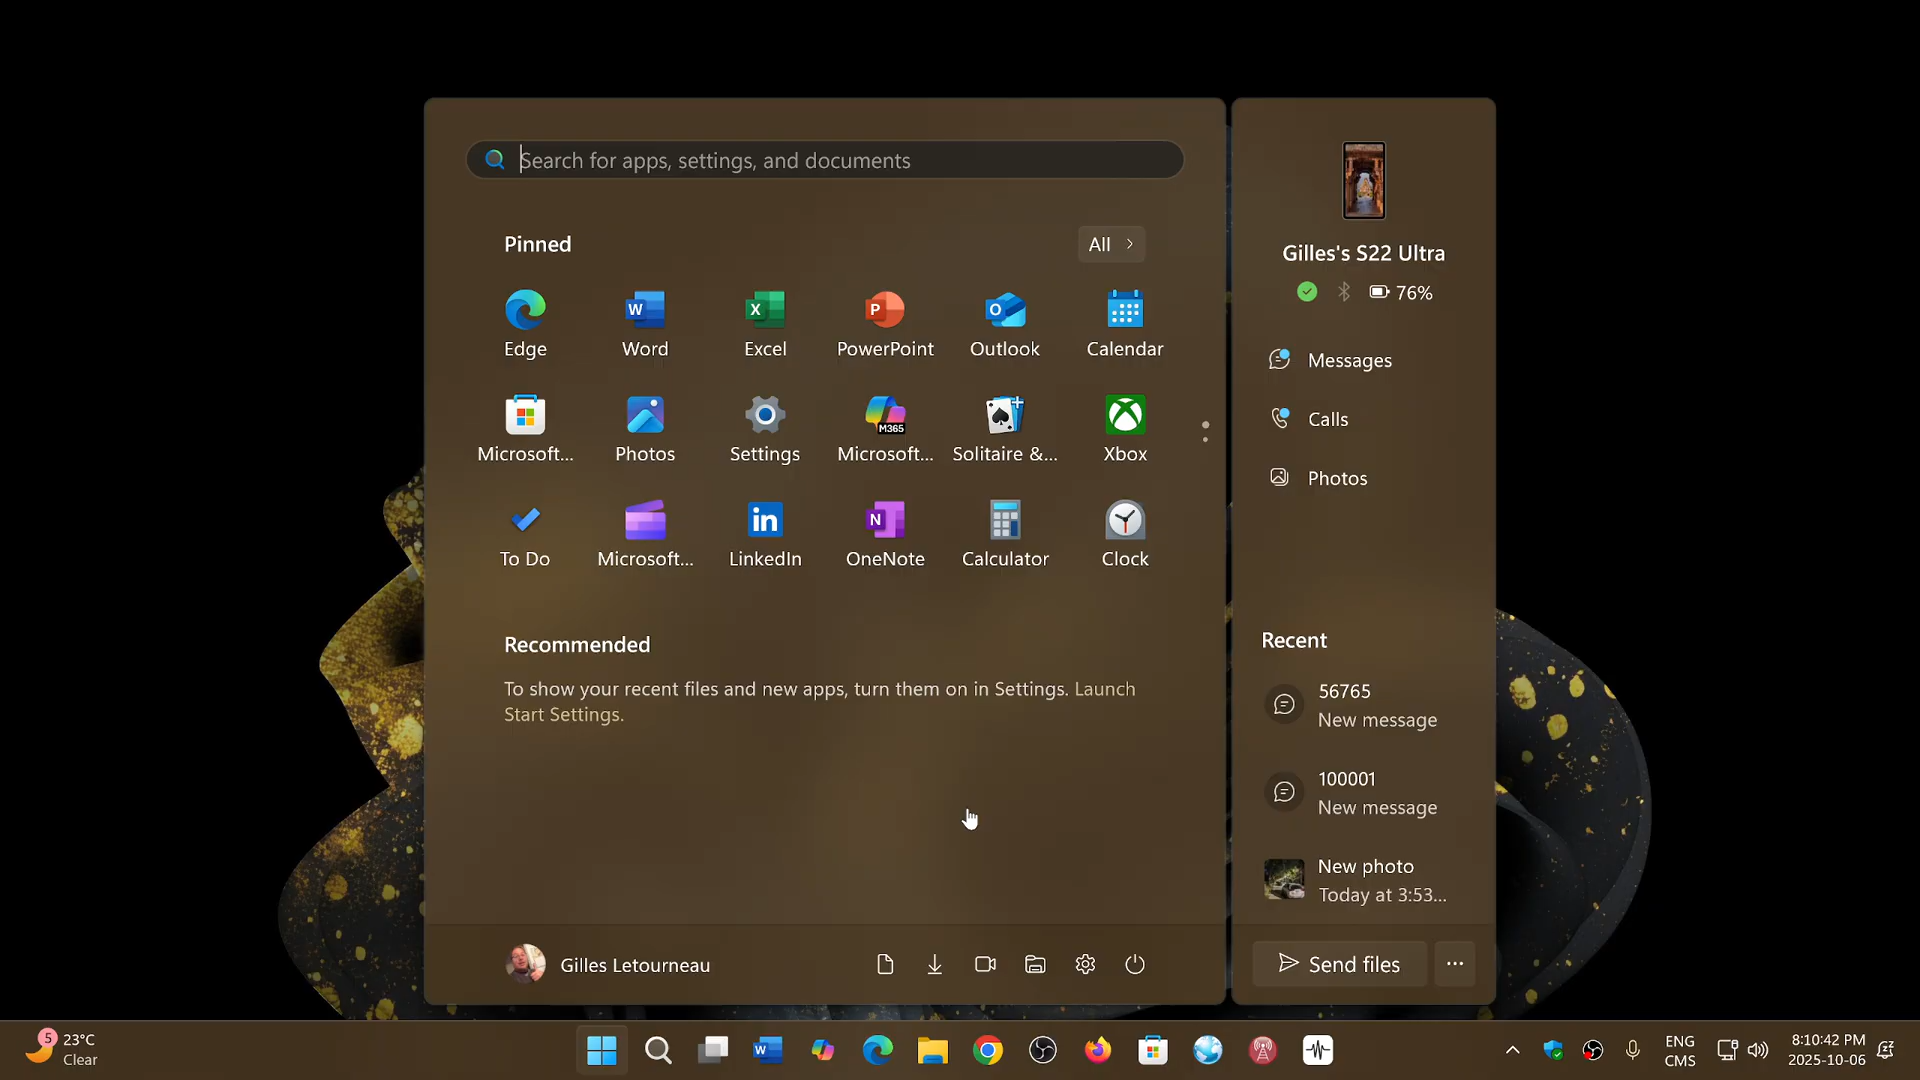 Search for apps, settings, and documents
Pinned
All
Edge
Word
Excel
PowerPoint
Outlook
Calendar
Microsoft...
Photos
Settings
M365
Microsoft...
Solitaire &...
Xbox
To Do
Microsoft...
LinkedIn
OneNote
Calculator
Clock
Recommended
To show your recent files and new apps, turn them on in Settings. Launch
Start Settings.
Gilles Letourneau
Gilles's S22 Ultra
76%
Messages
Calls
Photos
Recent
56765
New message
100001
New message
New photo
Today at 3:53...
Send files
5
23°C
Clear
ENG
CMS
8:10:42 PM
2025-10-06